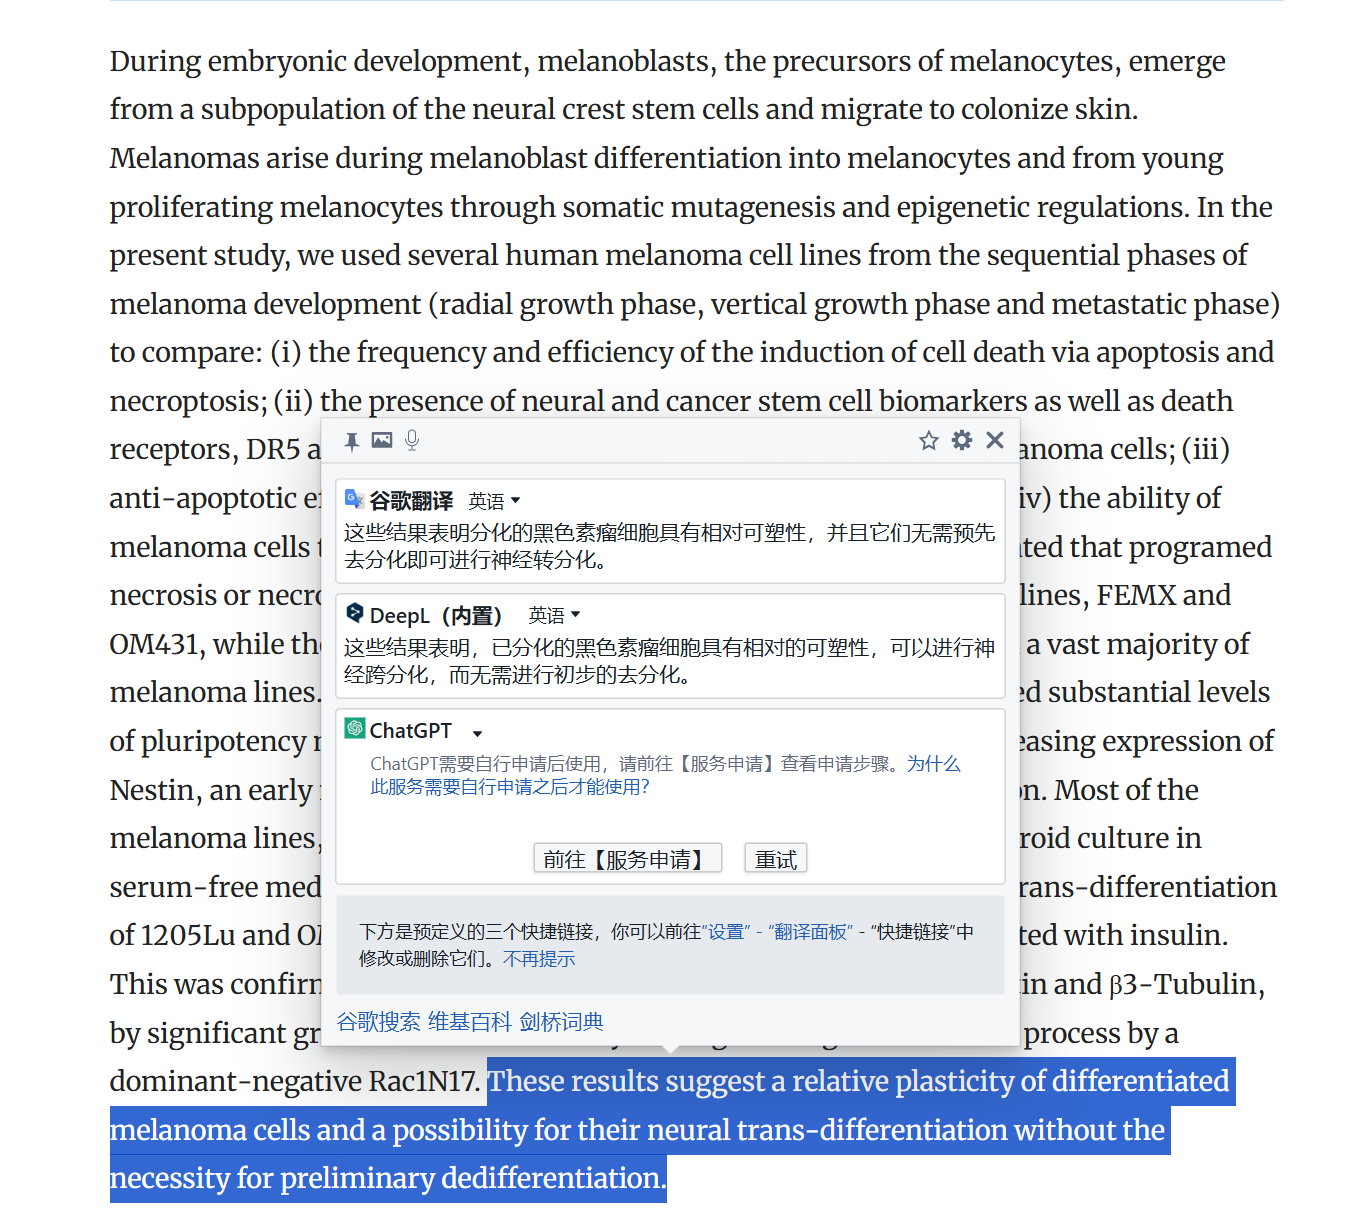 During embryonic development, melanoblasts, the precursors of melanocytes, emerge
from a subpopulation of the neural crest stem cells and migrate to colonize skin.
Melanomas arise during melanoblast differentiation into melanocytes and from young
proliferating melanocytes through somatic mutagenesis and epigenetic regulations. In the
present study, we used several human melanoma cell lines from the sequential phases of
melanoma development (radial growth phase, vertical growth phase and metastatic phase)
to compare: (i) the frequency and efficiency of the induction of cell death via apoptosis and
necroptosis; (ii) the presence of neural and cancer stem cell biomarkers as well as death
receptors, DR5 a
anoma cells; (iii)
anti-apoptotic e
iv) the ability of
melanoma cells
ted that programed
necrosis or necro
lines, FEMX and
OM431, while the
a vast majority of
melanoma lines.
ed substantial levels
of pluripotency
easing expression of
Nestin, an early
on. Most of the
melanoma lines,
roid culture in
serum-free med
rans-differentiation
of 1205Lu and OM
ted with insulin.
This was confirm
tin and β3-Tubulin,
by significant gr
process by a
谷歌翻译 英语
这些结果表明分化的黑色素瘤细胞具有相对可塑性，并且它们无需预先
去分化即可进行神经转分化。
DeepL（内置） 英语
这些结果表明，已分化的黑色素瘤细胞具有相对的可塑性，可以进行神
经跨分化，而无需进行初步的去分化。
ChatGPT
ChatGPT需要自行申请后使用，请前往【服务申请】查看申请步骤。为什么
此服务需要自行申请之后才能使用？
前往【服务申请】 重试
下方是预定义的三个快捷链接，你可以前往“设置” - “翻译面板” - “快捷链接”中
修改或删除它们。不再提示
谷歌搜索 维基百科 剑桥词典
dominant-negative Rac1N17. These results suggest a relative plasticity of differentiated
melanoma cells and a possibility for their neural trans-differentiation without the
necessity for preliminary dedifferentiation.